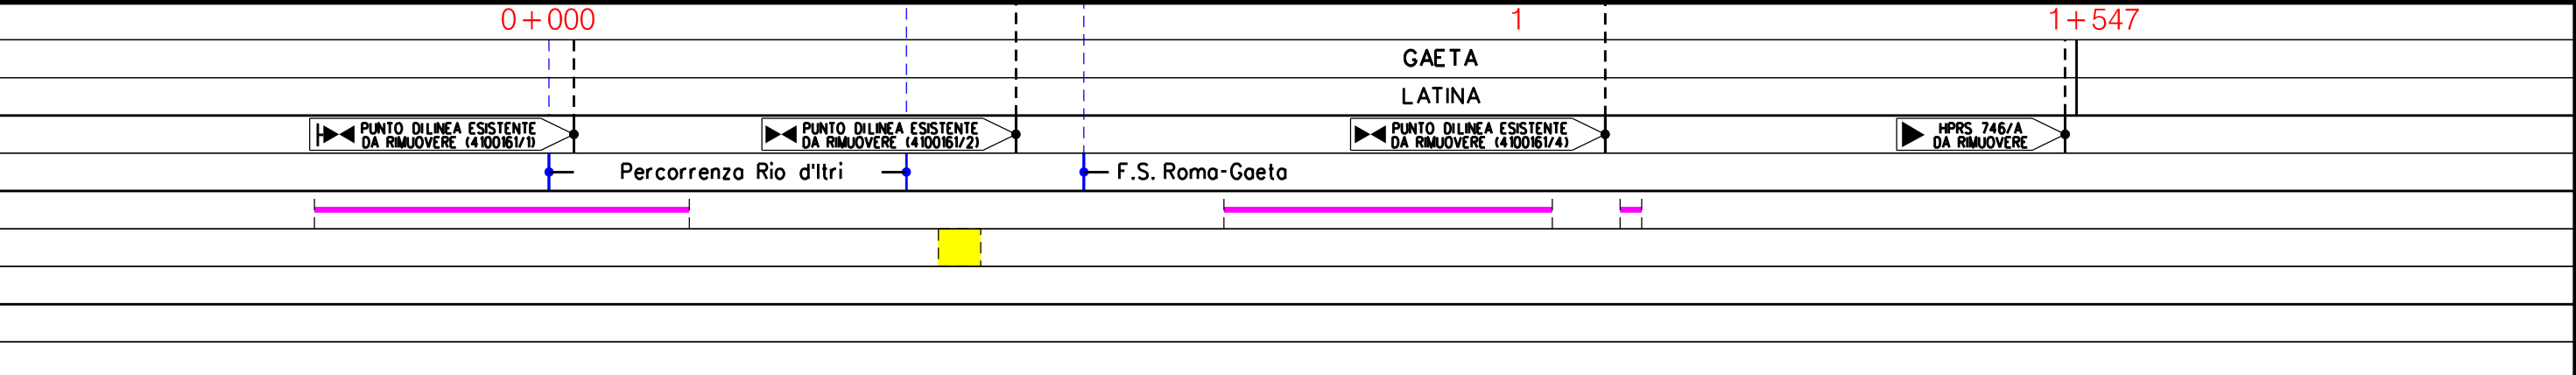 0+000 1 1+547
GAETA
LATINA
PUNTO DI LINEA ESISTENTE
DA RIMUOVERE (4100161/1)
PUNTO DI LINEA ESISTENTE
DA RIMUOVERE (4100161/2)
PUNTO DI LINEA ESISTENTE
DA RIMUOVERE (4100161/4)
HPRS 746/A
DA RIMUOVERE
Percorrenza Rio d'Itri
F.S. Roma-Gaeta